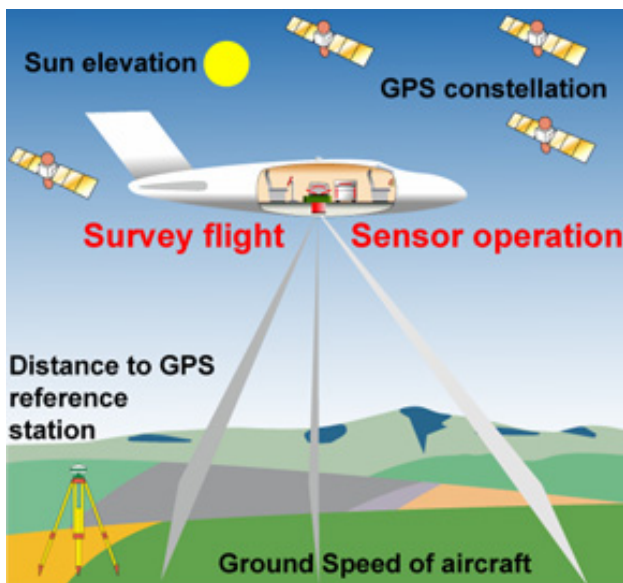 Sun elevation
GPS constellation
Survey flight
Sensor operation
Distance to GPS
reference
station
Ground Speed of aircraft